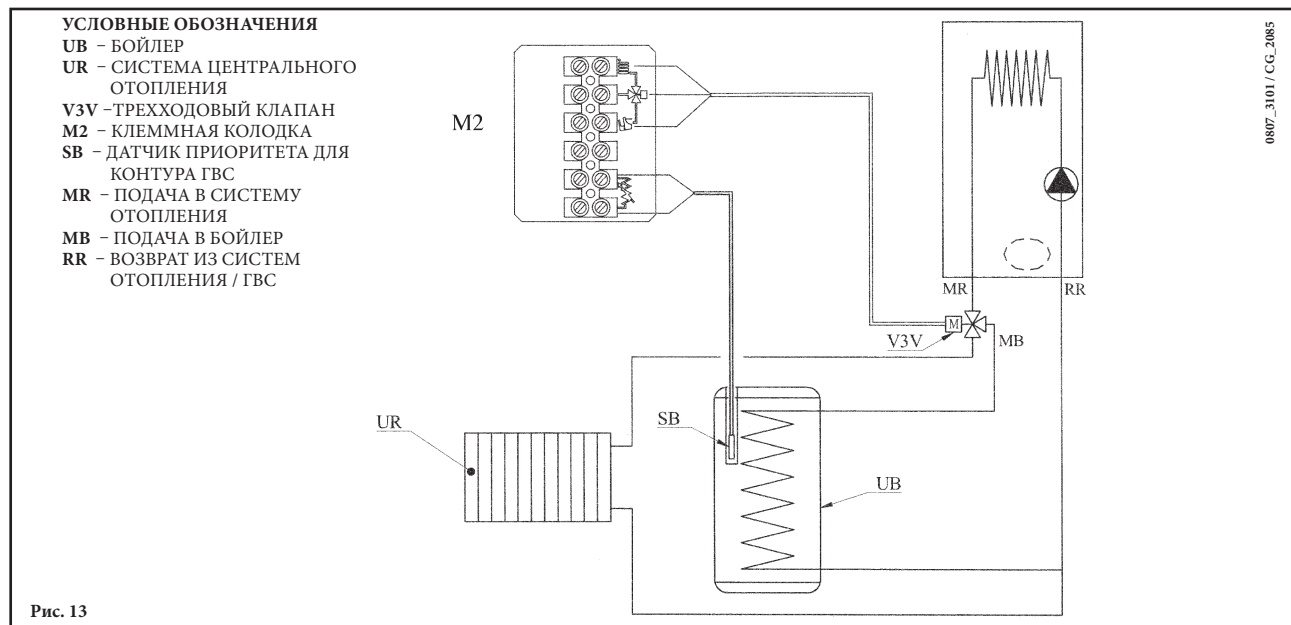 УСЛОВНЫЕ ОБОЗНАЧЕНИЯ
UB – БОЙЛЕР
UR – СИСТЕМА ЦЕНТРАЛЬНОГО
ОТОПЛЕНИЯ
V3V –ТРЕХХОДОВЫЙ КЛАПАН
M2 – КЛЕММНАЯ КОЛОДКА
SB – ДАТЧИК ПРИОРИТЕТА ДЛЯ
КОНТУРА ГВС
MR – ПОДАЧА В СИСТЕМУ
ОТОПЛЕНИЯ
MB – ПОДАЧА В БОЙЛЕР
RR – ВОЗВРАТ ИЗ СИСТЕМ
ОТОПЛЕНИЯ / ГВС
M2
0807_3101 / CG_2085
MR
RR
M
V3V
MB
UR
SB
UB
Рис. 13